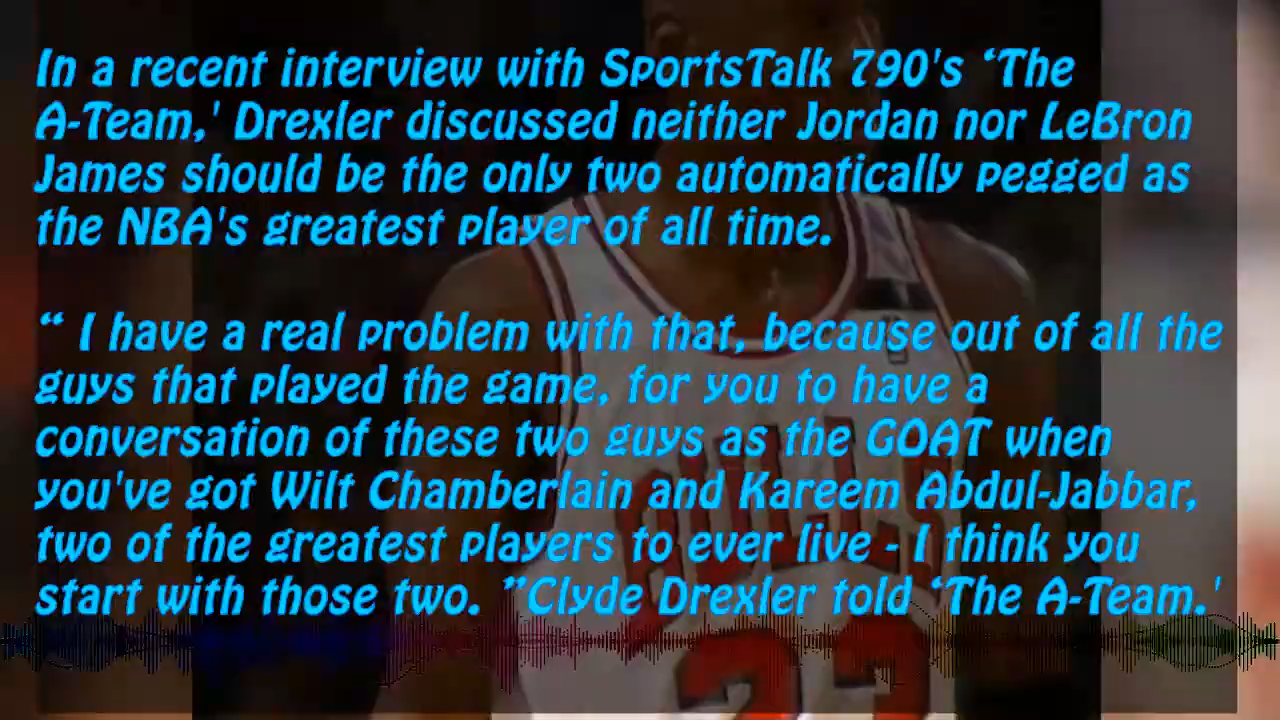 In a recent interview with SportsTalk 790's ‘The
A-Team,' Drexler discussed neither Jordan nor LeBron
James should be the only two automatically pegged as
the NBA's greatest player of all time.
“ I have a real problem with that, because out of all the
guys that played the game, for you to have a
conversation of these two guys as the GOAT when
you've got Wilt Chamberlain and Kareem Abdul-Jabbar,
two of the greatest players to ever live - I think you
start with those two. ”Clyde Drexler told ‘The A-Team.'
BULLS
23